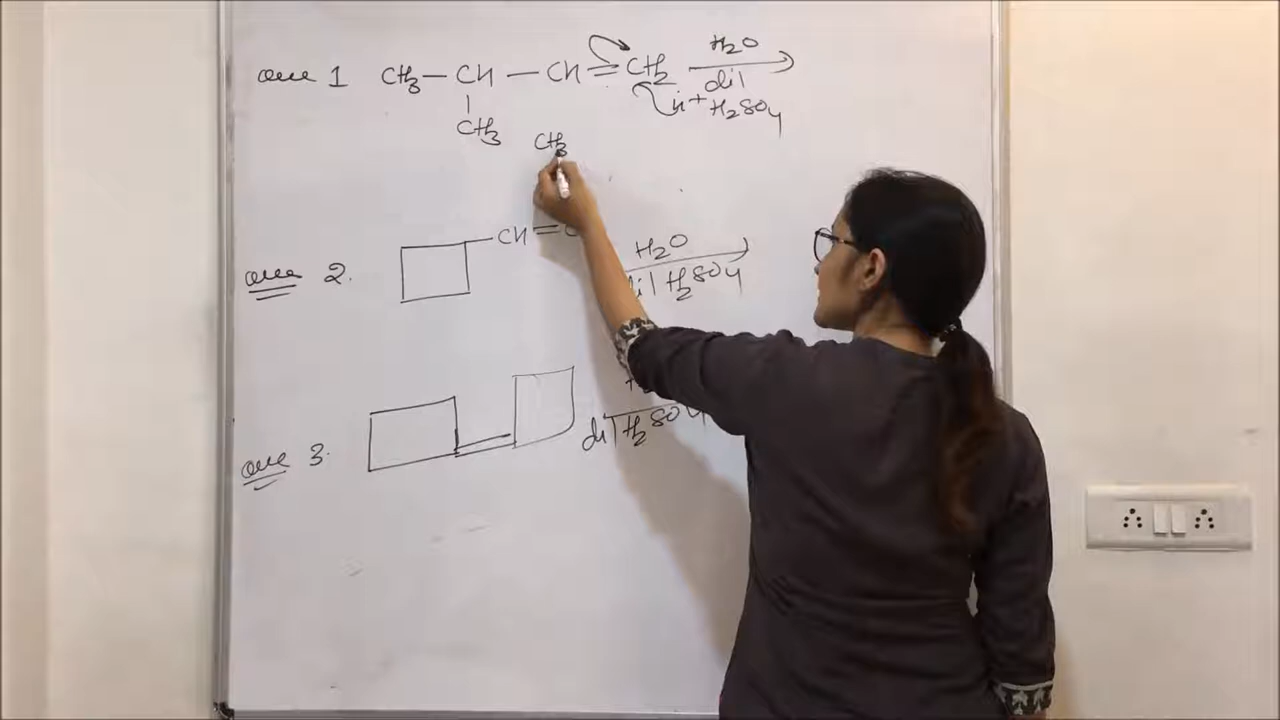 Que 1 CH3 — CH — CH = CH2 H2O
dil
H+ H2SO4
CH3
CH3
Que 2. CH = C H2O
dil H2SO4
Que 3. dil H2SO4